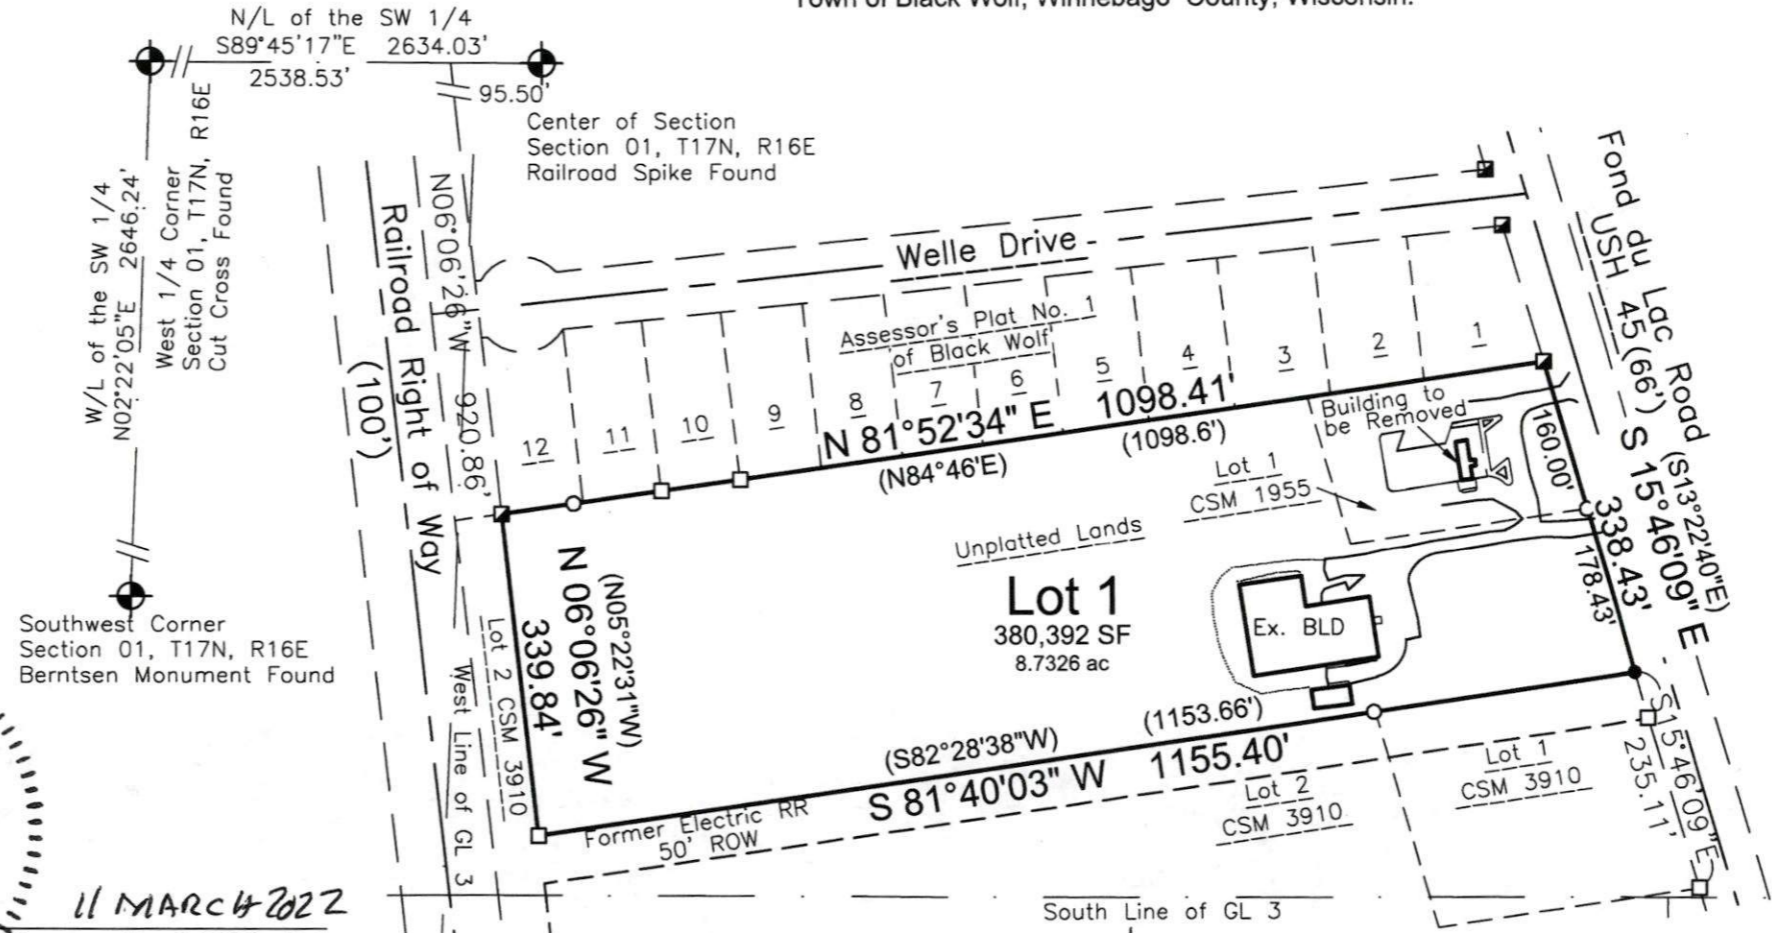 Town of Black Wolf, Winnebago County, Wisconsin.
N/L of the SW 1/4
S89°45'17"E 2634.03'
2538.53'
95.50'
Center of Section
Section 01, T17N, R16E
Railroad Spike Found
W/L of the SW 1/4
N02°22'05"E 2646.24'
West 1/4 Corner
Section 01, T17N, R16E
Cut Cross Found
Southwest Corner
Section 01, T17N, R16E
Berntsen Monument Found
Railroad Right of Way
(100')
N06°06'26"W 920.86'
Welle Drive
Fond du Lac Road
USH 45 (66')
(S13°22'40"E)
S 15°46'09" E
338.43'
160.00'
178.43'
Assessor's Plat No. 1
of Black Wolf
12
11
10
9
8
7
6
5
4
3
2
1
N 81°52'34" E 1098.41'
(N84°46'E)
(1098.6')
Building to
be Removed
Lot 1
CSM 1955
Unplatted Lands
Lot 1
380,392 SF
8.7326 ac
Ex. BLD
(N05°22'31"W)
N 06°06'26" W
339.84'
Lot 2 CSM 3910
West Line of GL 3
(S82°28'38"W)
(1153.66')
S 81°40'03" W 1155.40'
Former Electric RR
50' ROW
Lot 2
CSM 3910
Lot 1
CSM 3910
S15°46'09"E
235.11'
South Line of GL 3
11 MARCH 2022